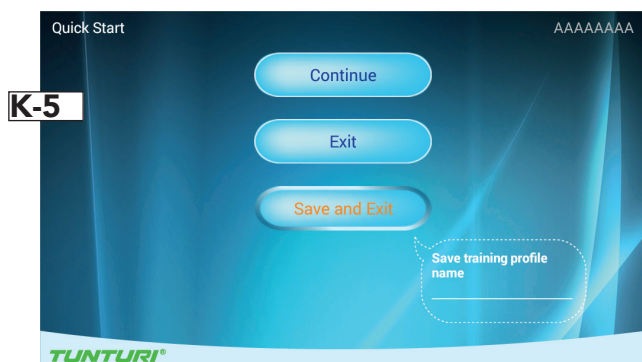 Quick Start
AAAAAAAA
K-5
Continue
Exit
Save and Exit
Save training profile
name
TUNTURI®